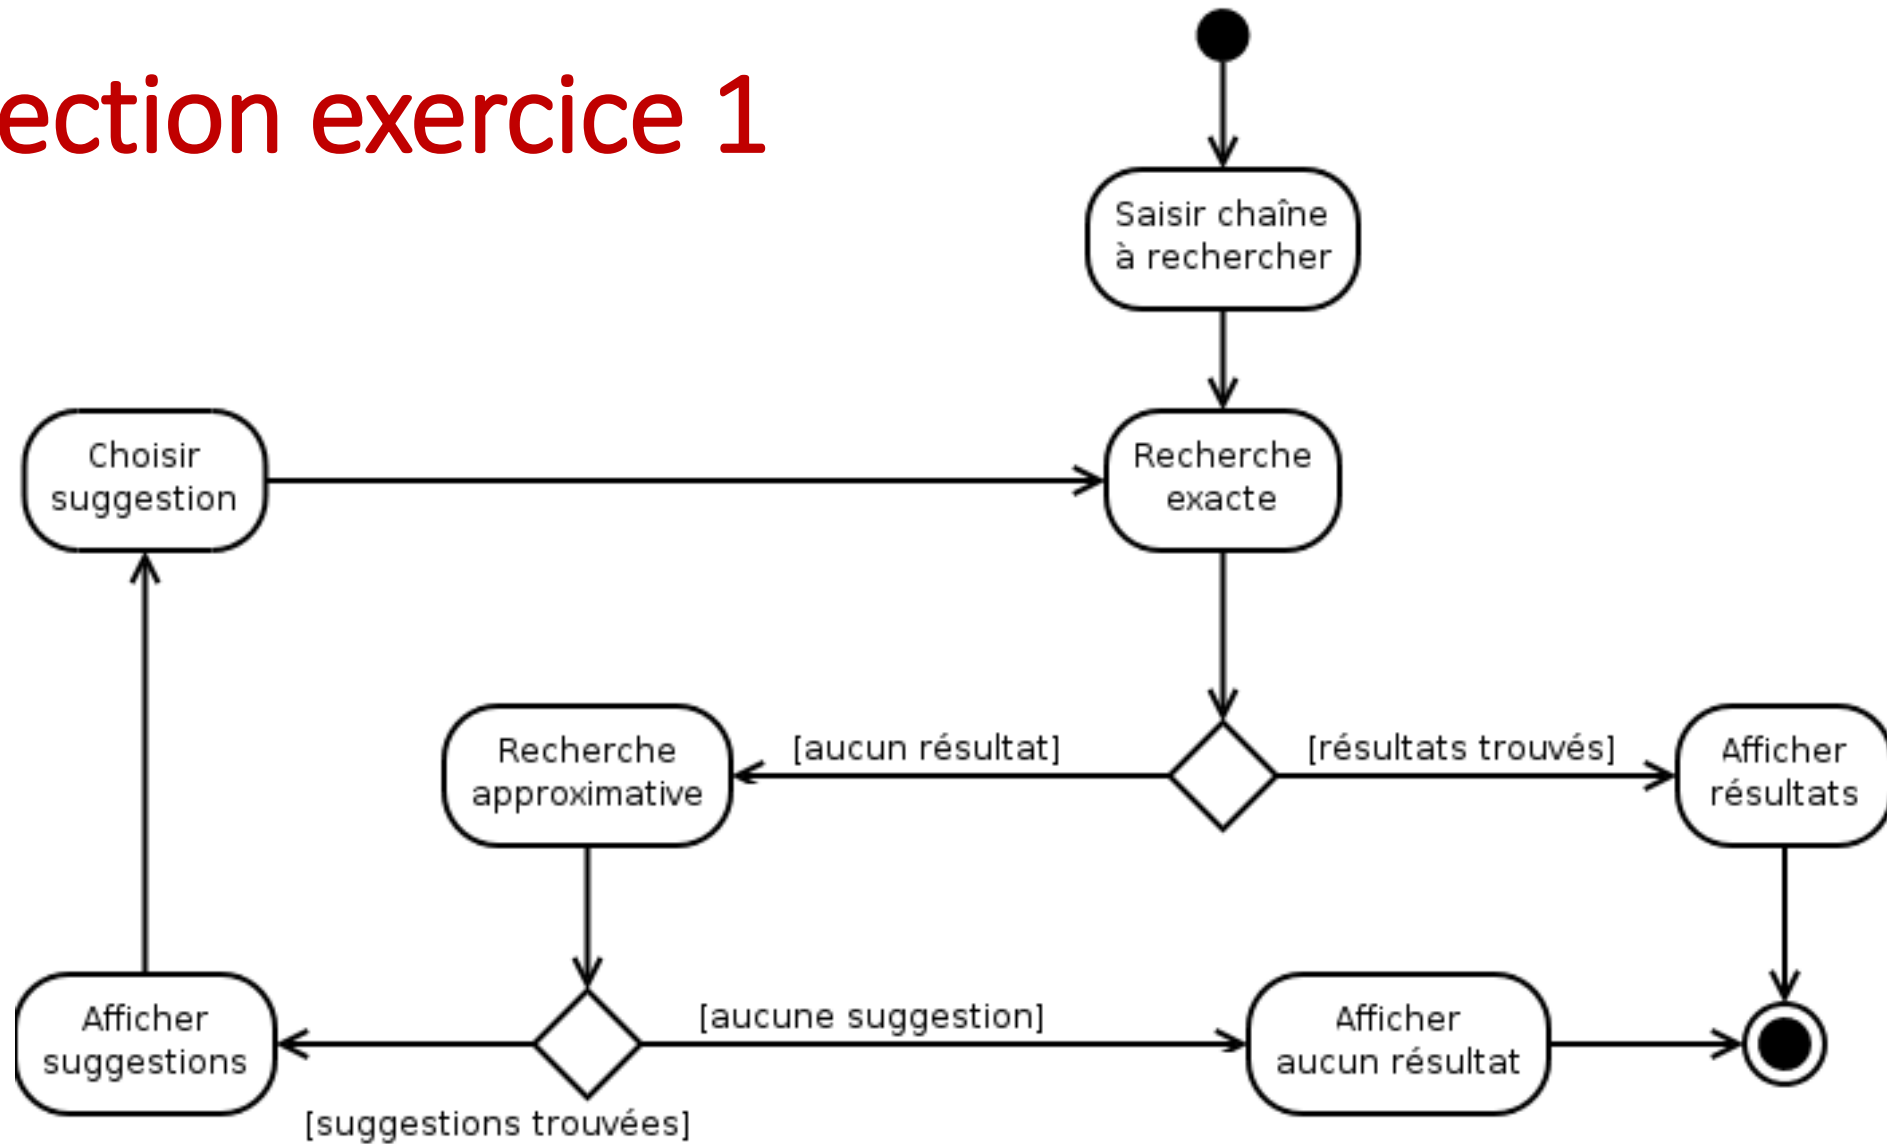 ection exercice 1
Saisir chaîne
à rechercher
Choisir
suggestion
Recherche
exacte
Recherche
approximative
[aucun résultat]
[résultats trouvés]
Afficher
résultats
Afficher
suggestions
[aucune suggestion]
Afficher
aucun résultat
[suggestions trouvées]